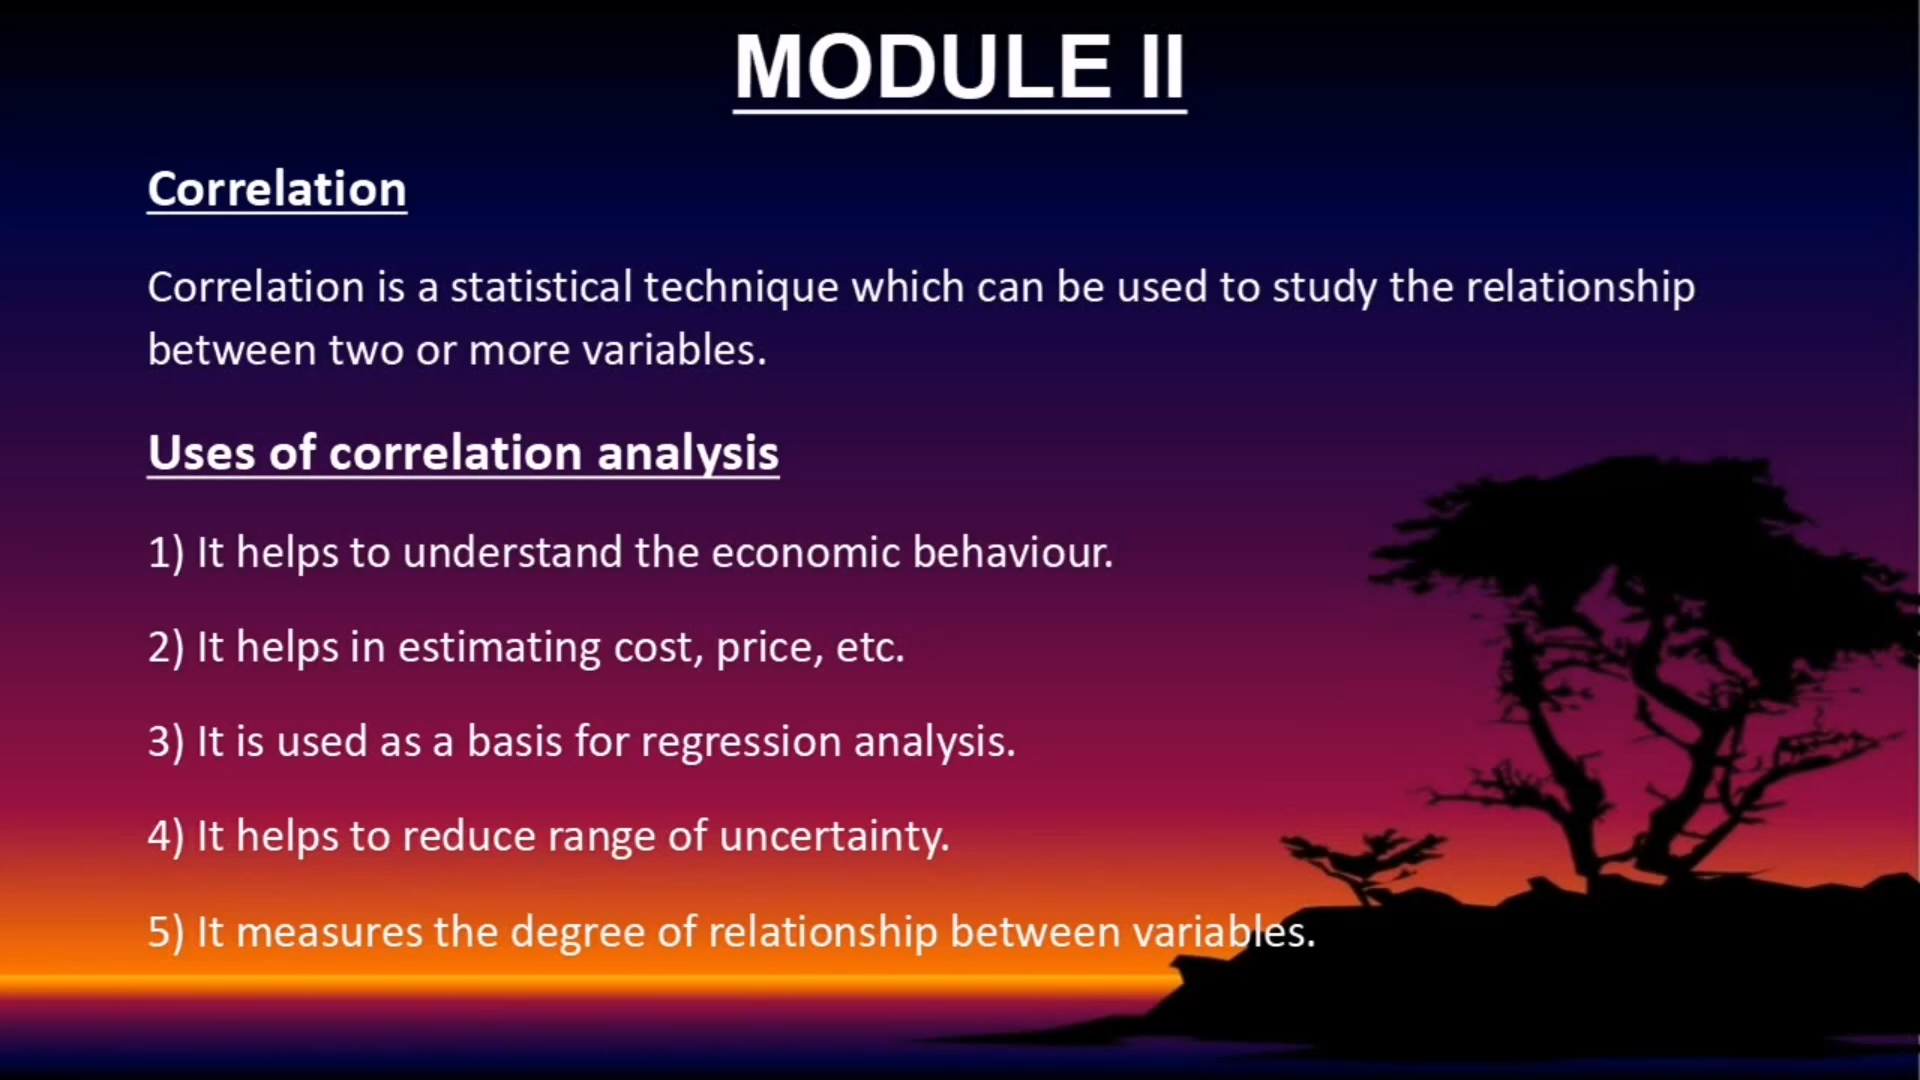 MODULE II
Correlation
Correlation is a statistical technique which can be used to study the relationship
between two or more variables.
Uses of correlation analysis
1) It helps to understand the economic behaviour.
2) It helps in estimating cost, price, etc.
3) It is used as a basis for regression analysis.
4) It helps to reduce range of uncertainty.
5) It measures the degree of relationship between variables.